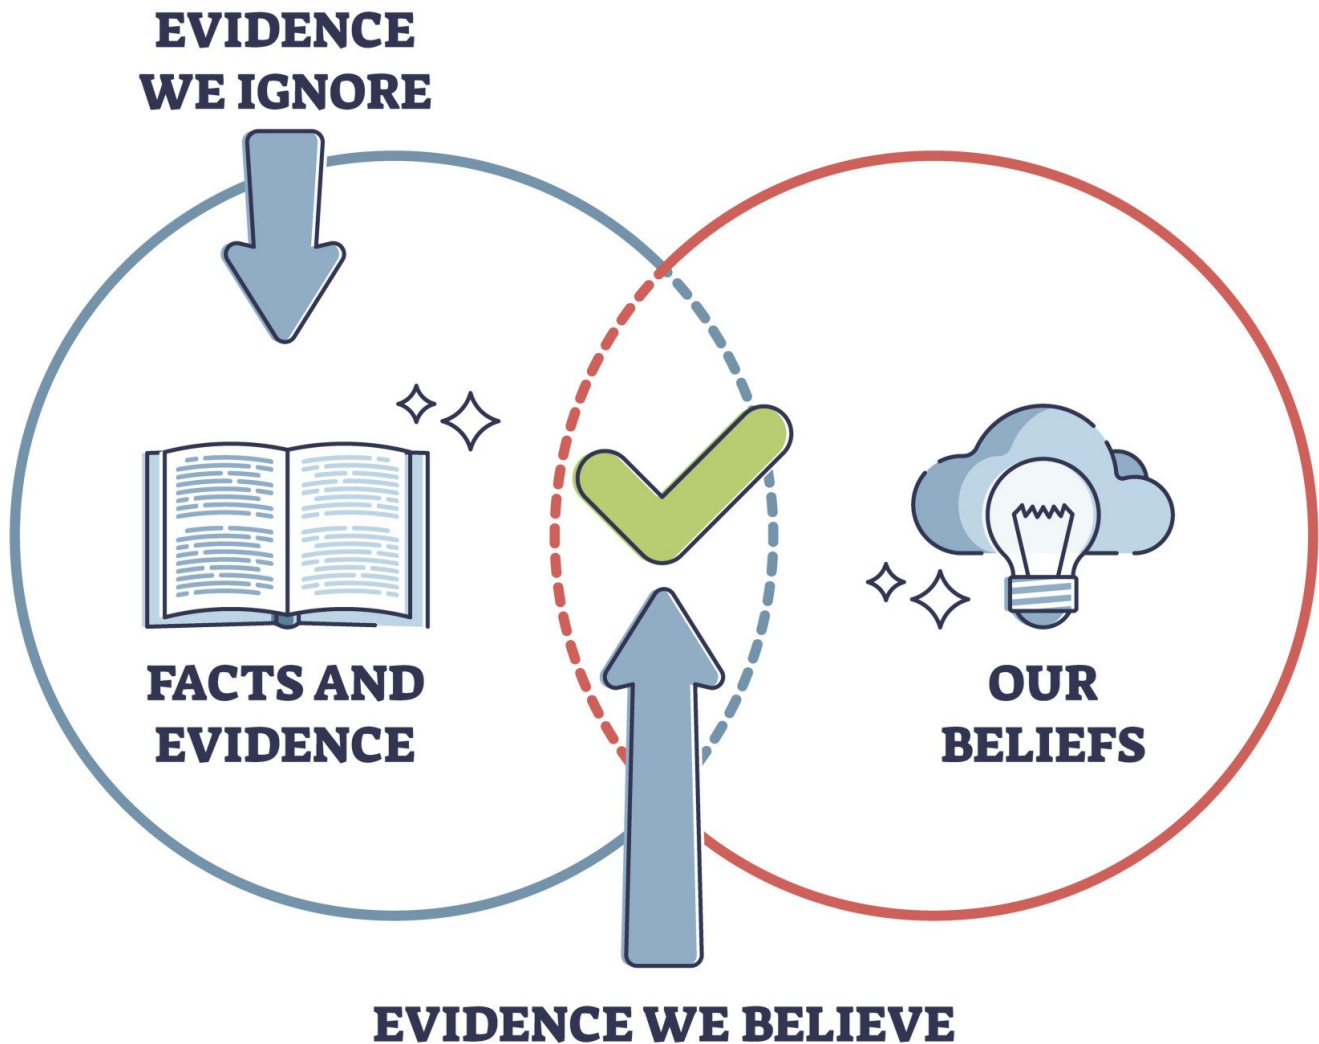 EVIDENCE
WE IGNORE
FACTS AND
EVIDENCE
OUR
BELIEFS
EVIDENCE WE BELIEVE